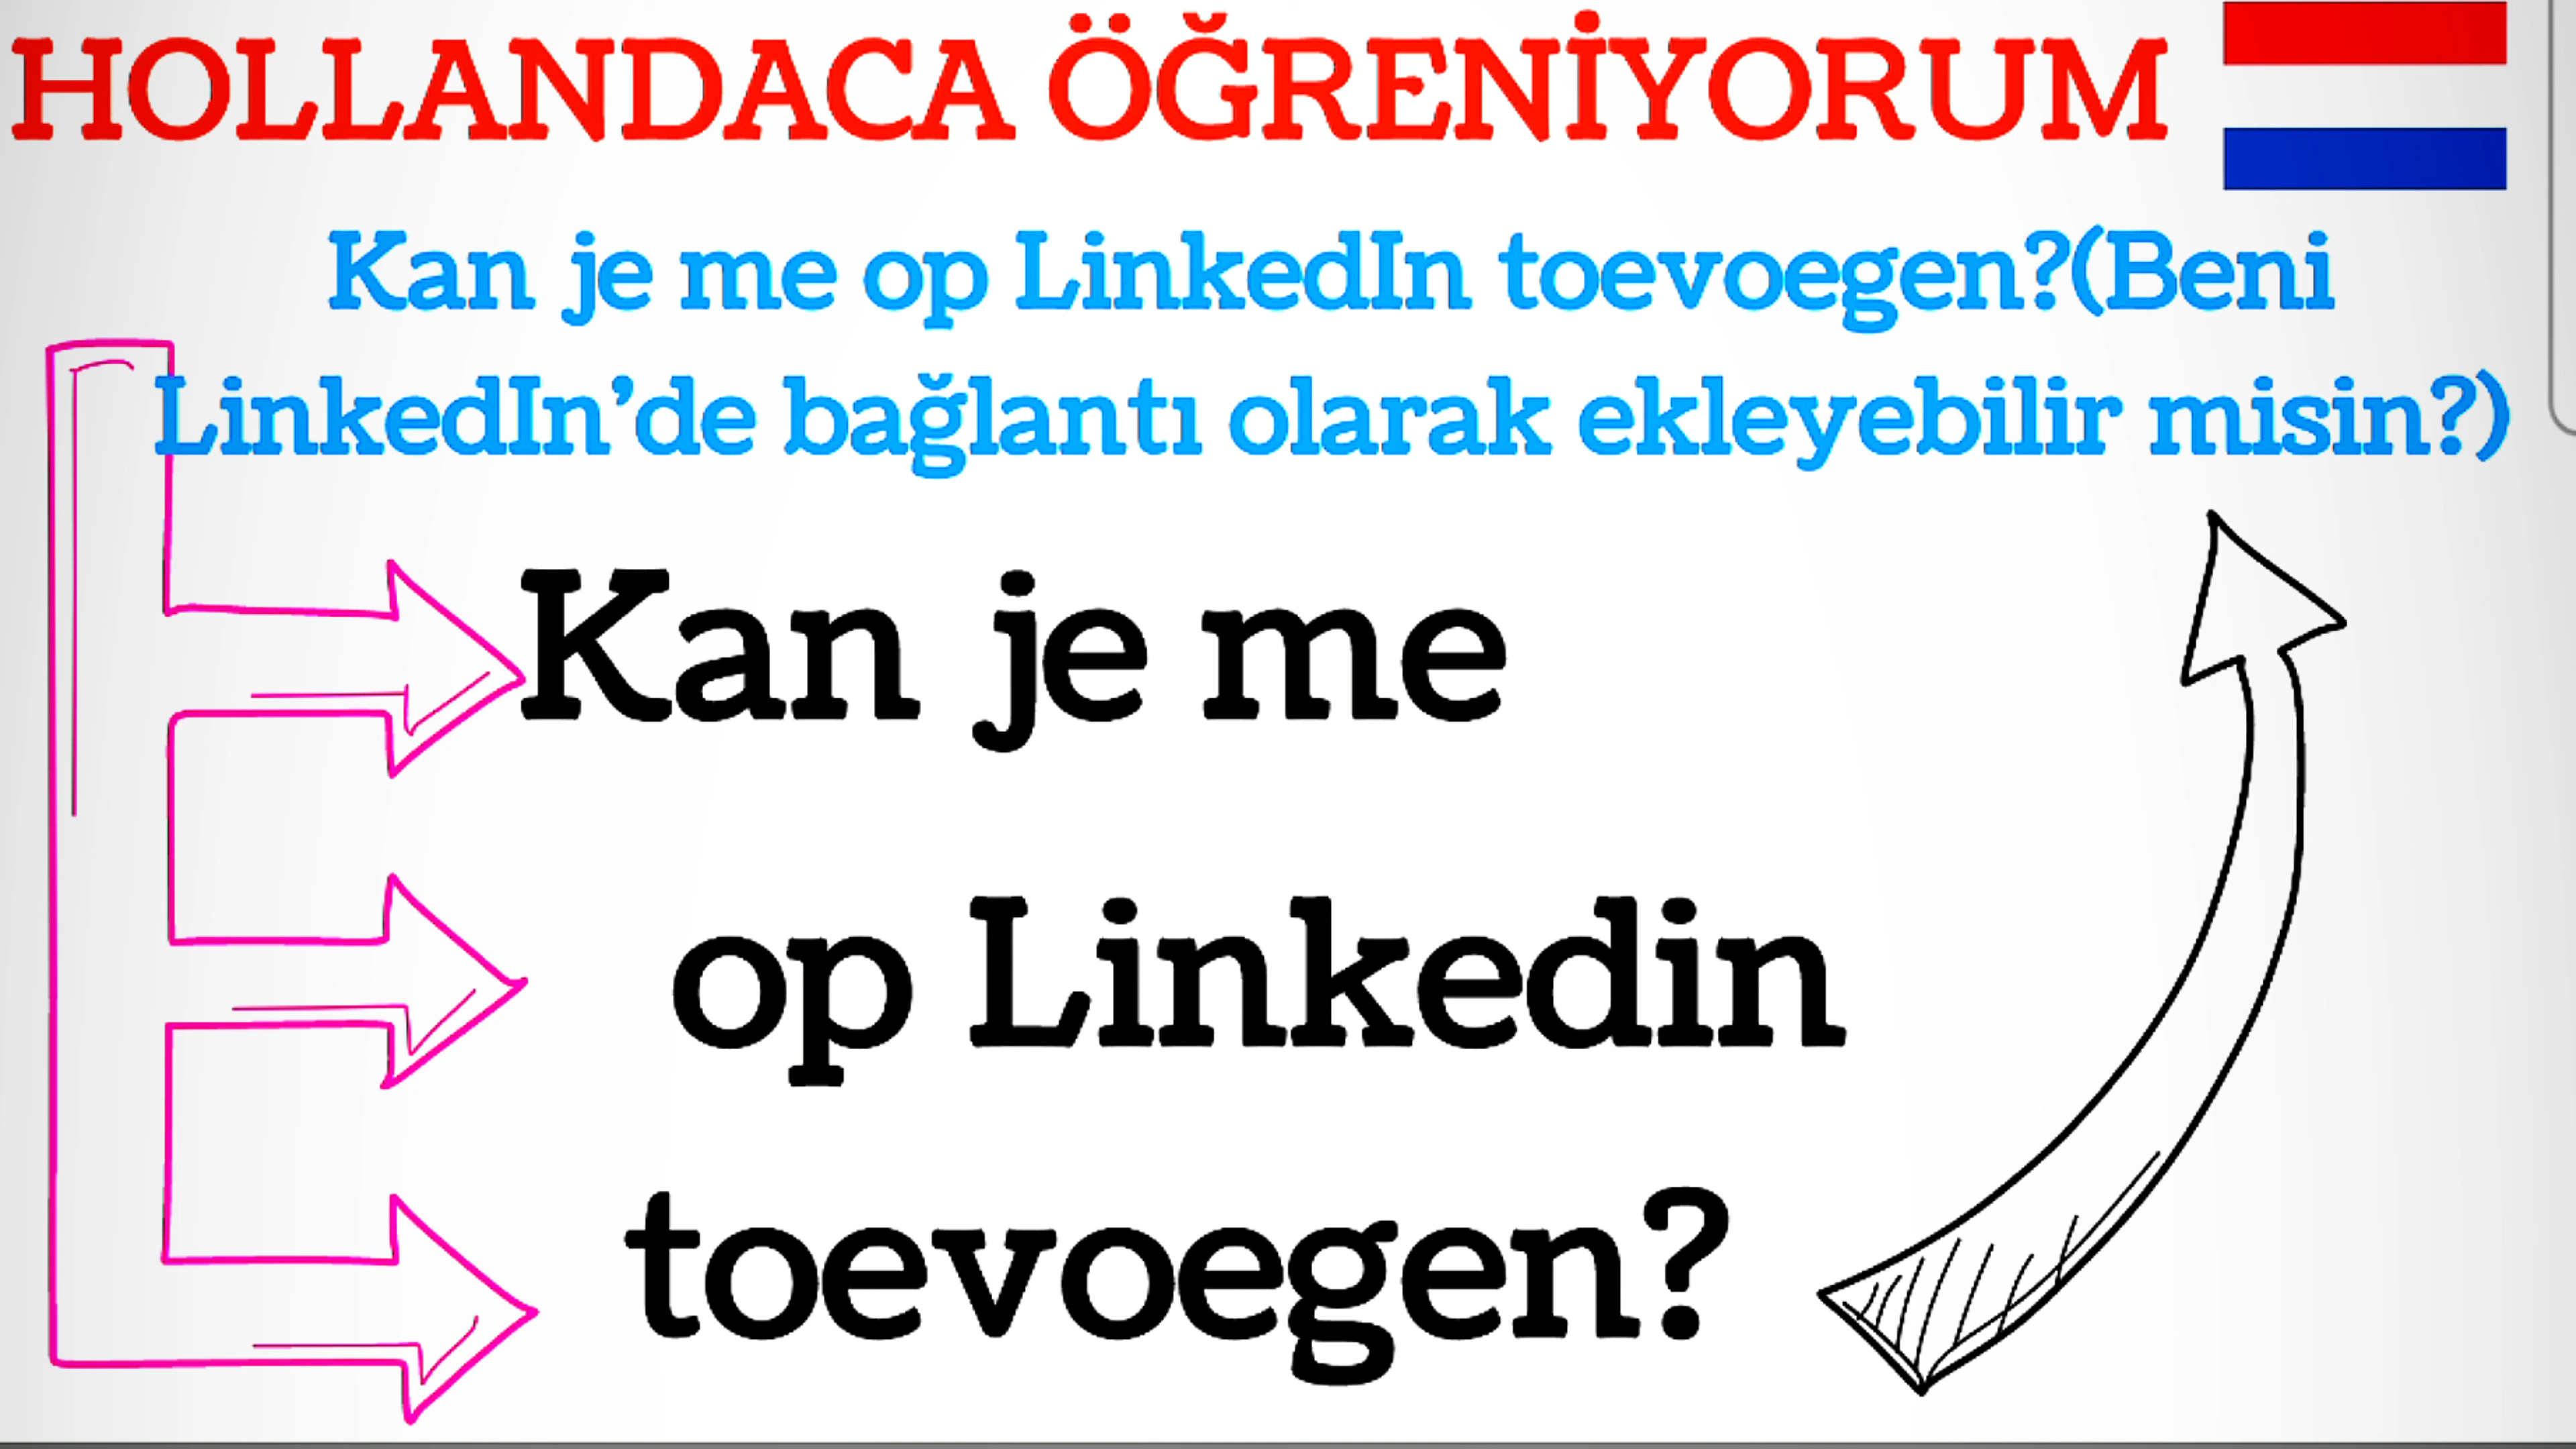 HOLLANDACA ÖĞRENİYORUM
Kan je me op LinkedIn toevoegen?(Beni
LinkedIn’de bağlantı olarak ekleyebilir misin?)
Kan je me
op Linkedin
toevoegen?